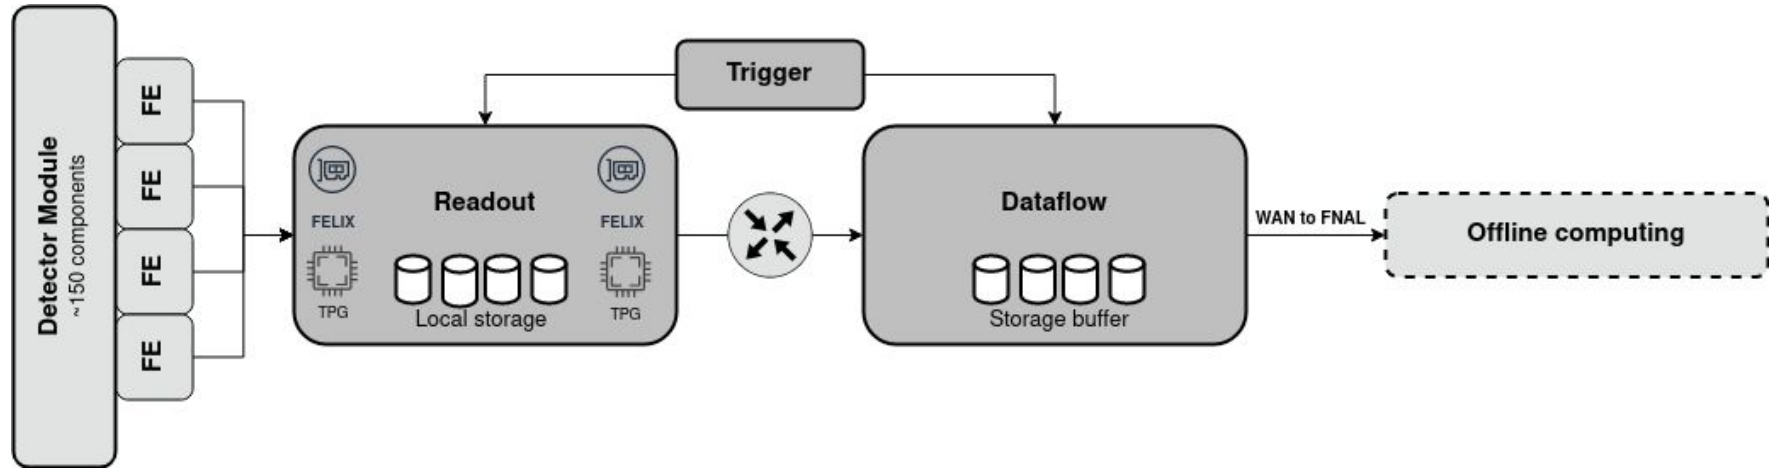 Detector Module
~150 components
FE
FE
FE
FE
Trigger
Readout
FELIX
FELIX
TPG
TPG
Local storage
Dataflow
Storage buffer
WAN to FNAL
Offline computing